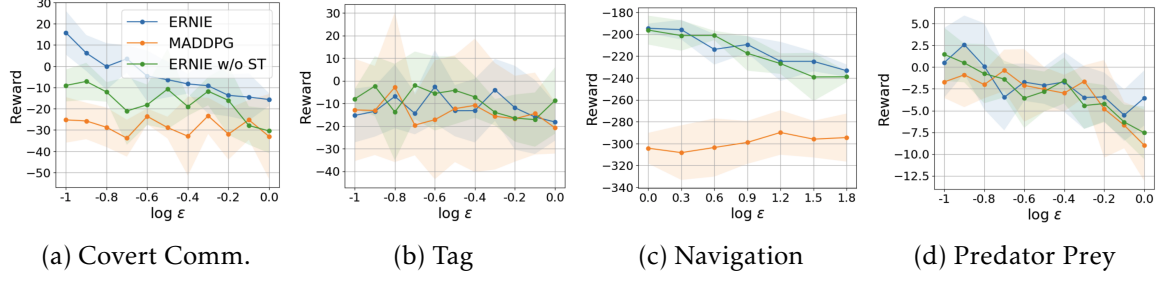 30
20
10
0
−10
−20
−30
−40
−50
Reward
-1 -0.8 -0.6 -0.4 -0.2 0.0
log ε
ERNIE
MADDPG
ERNIE w/o ST
(a) Covert Comm.
30
20
10
0
−10
−20
−30
−40
Reward
-1 -0.8 -0.6 -0.4 -0.2 0.0
log ε
(b) Tag
−180
−200
−220
−240
−260
−280
−300
−320
−340
Reward
0.0 0.3 0.6 0.9 1.2 1.5 1.8
log ε
(c) Navigation
5.0
2.5
0.0
−2.5
−5.0
−7.5
−10.0
−12.5
Reward
-1 -0.8 -0.6 -0.4 -0.2 0.0
log ε
(d) Predator Prey